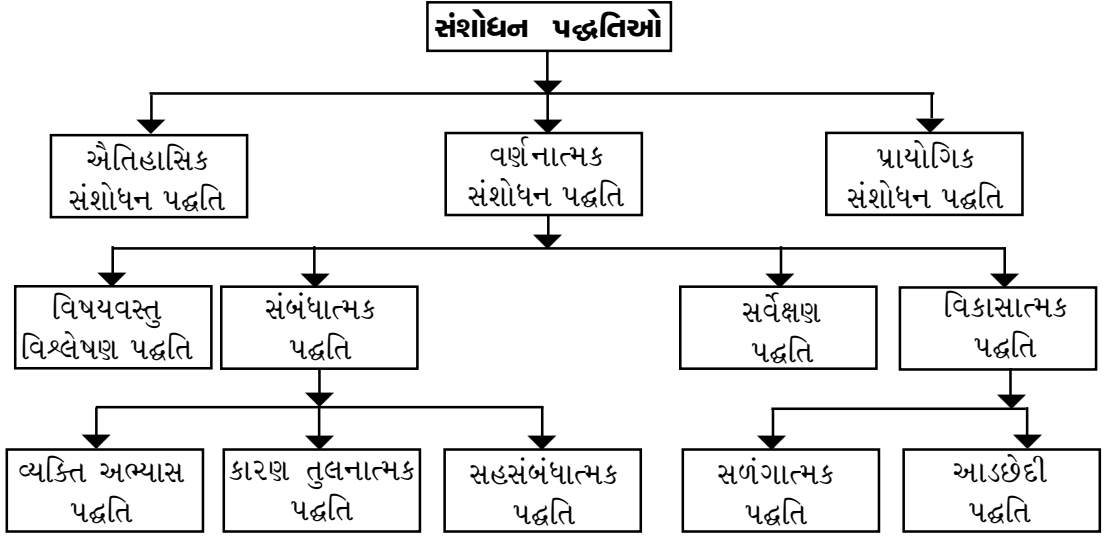 સંશોધન પદ્ધતિઓ
ઐતિહાસિક
સંશોધન પદ્ધતિ
વર્ણનાત્મક
સંશોધન પદ્ધતિ
પ્રાયોગિક
સંશોધન પદ્ધતિ
વિષયવસ્તુ
વિશ્લેષણ પદ્ધતિ
સંબંધાત્મક
પદ્ધતિ
સર્વેક્ષણ
પદ્ધતિ
વિકાસાત્મક
પદ્ધતિ
વ્યક્તિ અભ્યાસ
પદ્ધતિ
કારણ તુલનાત્મક
પદ્ધતિ
સહસંબંધાત્મક
પદ્ધતિ
સળંગાત્મક
પદ્ધતિ
આડછેદી
પદ્ધતિ